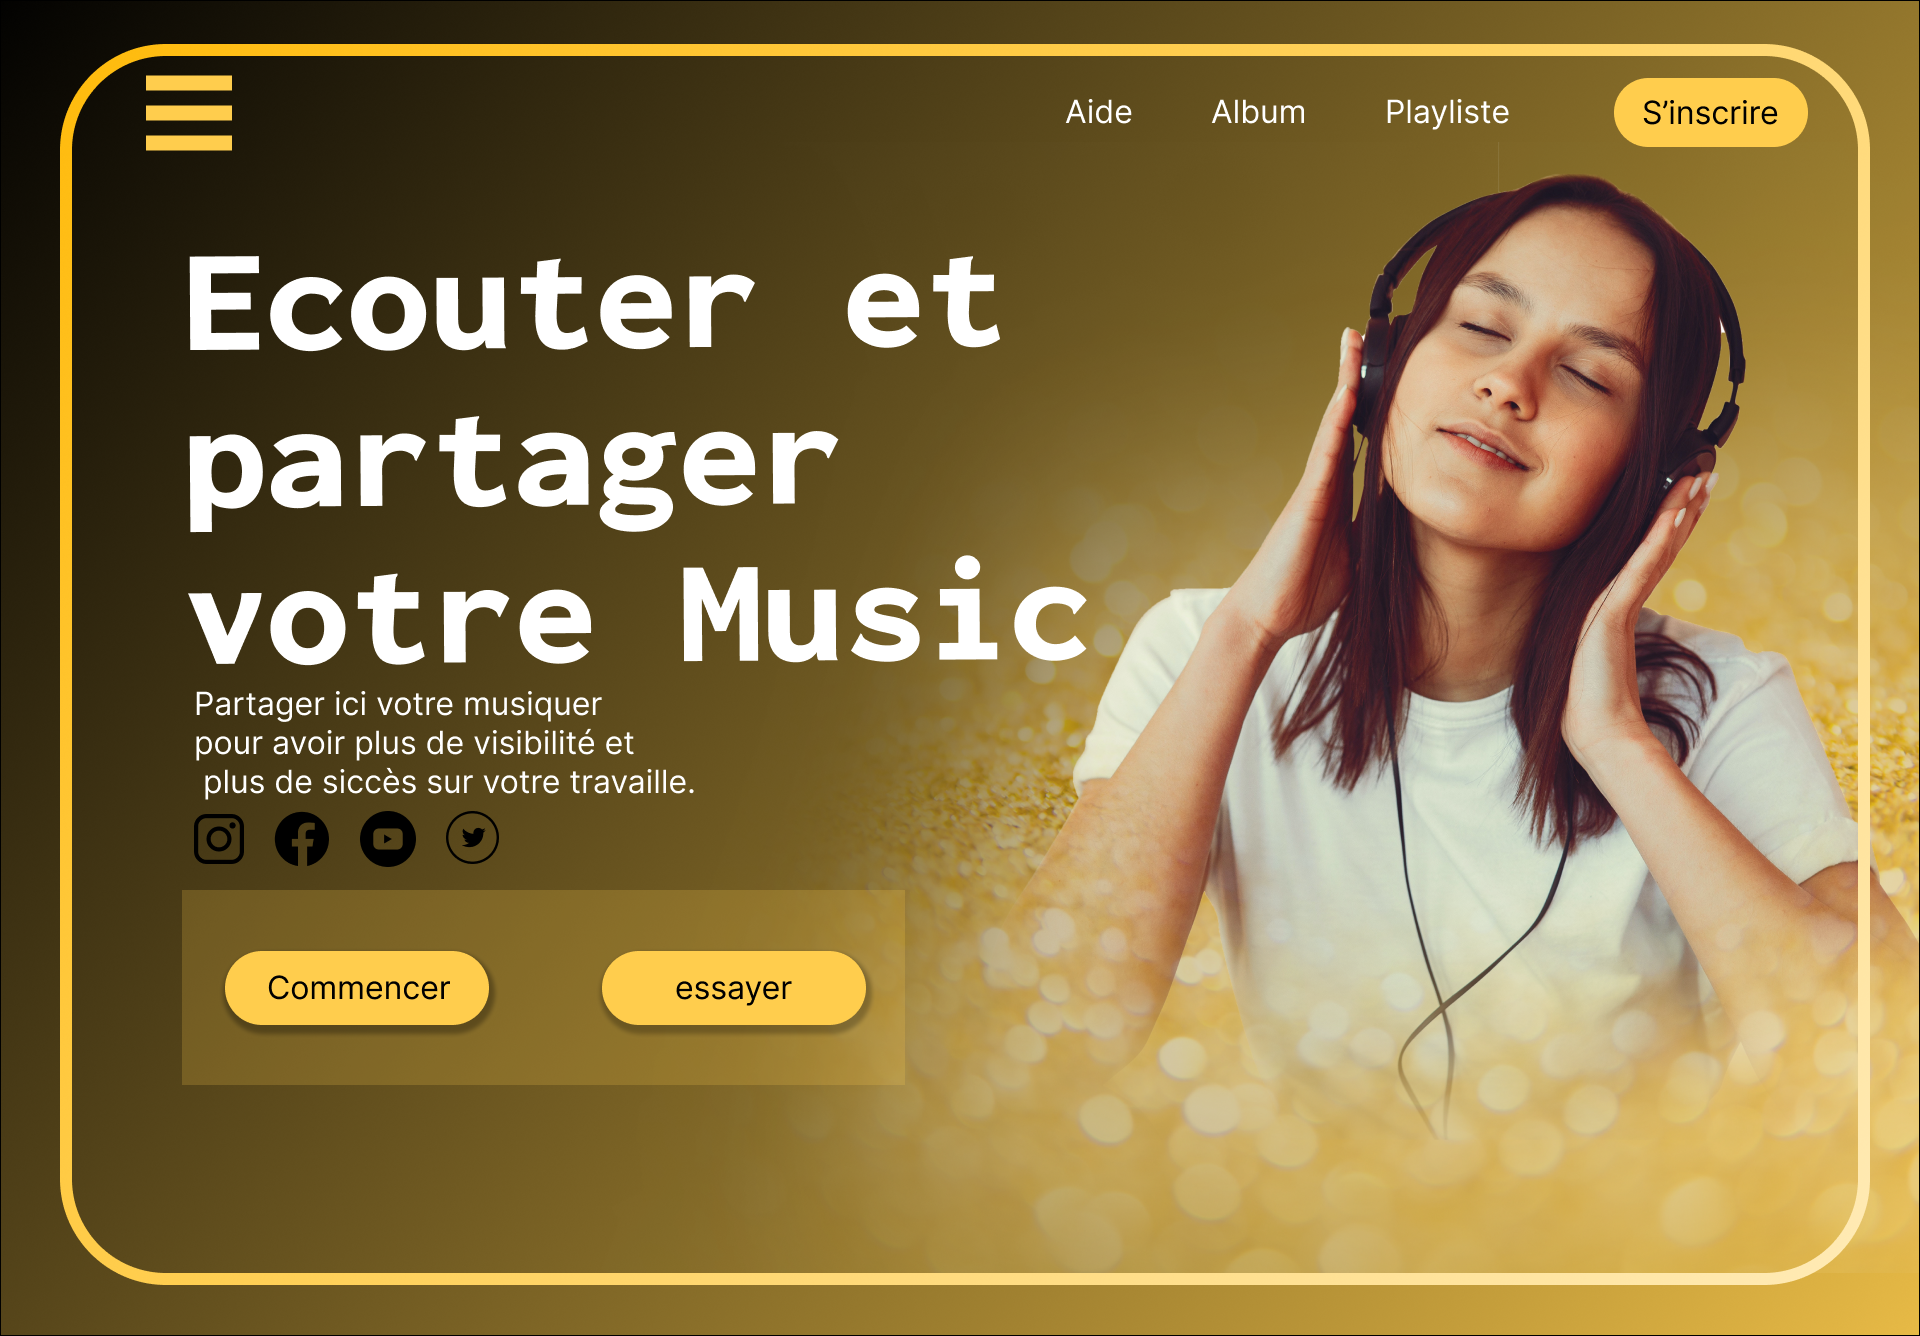 Aide Album Playliste S’inscrire
Ecouter et
partager
votre Music
Partager ici votre musiquer
pour avoir plus de visibilité et
plus de siccès sur votre travaille.
Commencer essayer